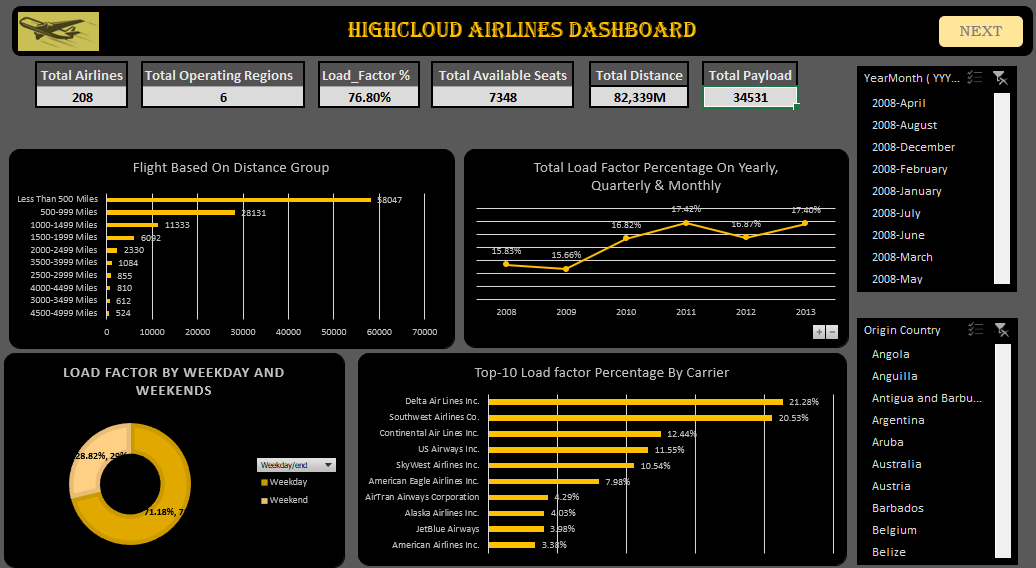 HIGHCLOUD AIRLINES DASHBOARD
NEXT
Total Airlines
208
Total Operating Regions
6
Load_Factor %
76.80%
Total Available Seats
7348
Total Distance
82,339M
Total Payload
34531
YearMonth ( YYY...
2008-April
2008-August
2008-December
2008-February
2008-January
2008-July
2008-June
2008-March
2008-May
Flight Based On Distance Group
Less Than 500 Miles 58047
500-999 Miles 28131
1000-1499 Miles 11333
1500-1999 Miles 6092
2000-2499 Miles 2330
3500-3999 Miles 1084
2500-2999 Miles 855
4000-4499 Miles 810
3000-3499 Miles 612
4500-4999 Miles 524
0 10000 20000 30000 40000 50000 60000 70000
Total Load Factor Percentage On Yearly,
Quarterly & Monthly
15.83% 15.66% 16.82% 17.42% 16.87% 17.40%
2008 2009 2010 2011 2012 2013
+ −
Origin Country
Angola
Anguilla
Antigua and Barbu...
Argentina
Aruba
Australia
Austria
Barbados
Belgium
Belize
LOAD FACTOR BY WEEKDAY AND
WEEKENDS
28.82%, 29%
71.18%, 7
Weekday/end
Weekday
Weekend
Top-10 Load factor Percentage By Carrier
Delta Air Lines Inc. 21.28%
Southwest Airlines Co. 20.53%
Continental Air Lines Inc. 12.44%
US Airways Inc. 11.55%
SkyWest Airlines Inc. 10.54%
American Eagle Airlines Inc. 7.98%
AirTran Airways Corporation 4.29%
Alaska Airlines Inc. 4.03%
JetBlue Airways 3.98%
American Airlines Inc. 3.38%